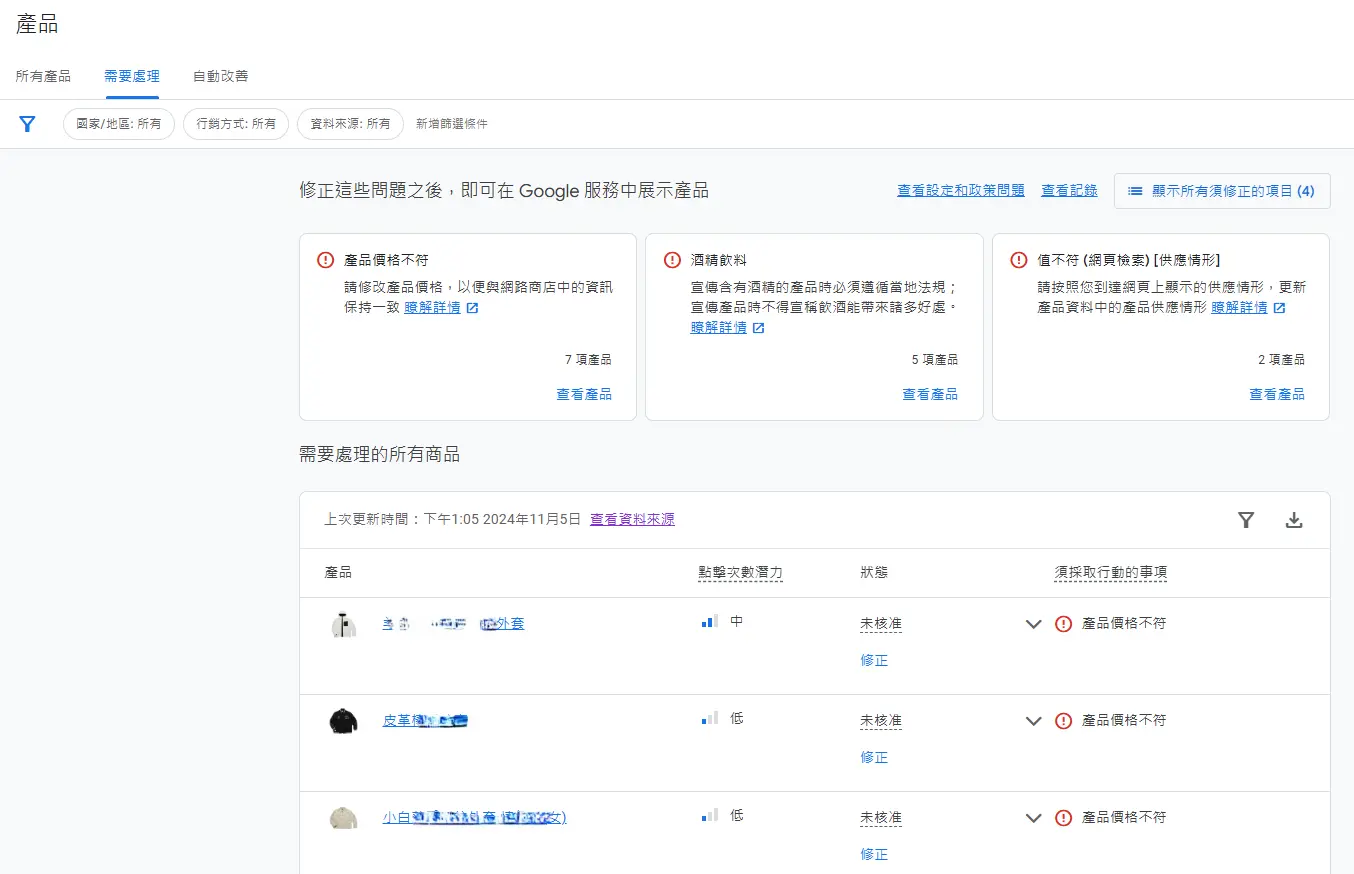 產品
所有產品 需要處理 自動改善
國家/地區: 所有 行銷方式: 所有 資料來源: 所有 新增篩選條件
修正這些問題之後，即可在 Google 服務中展示產品 查看設定和政策問題 查看記錄 顯示所有須修正的項目 (4)
產品價格不符
請修改產品價格，以便與網路商店中的資訊
保持一致 瞭解詳情
7 項產品
查看產品
酒精飲料
宣傳含有酒精的產品時必須遵循當地法規；
宣傳產品時不得宣稱飲酒能帶來諸多好處。
瞭解詳情
5 項產品
查看產品
值不符 (網頁檢索) [供應情形]
請按照您到達網頁上顯示的供應情形，更新
產品資料中的產品供應情形 瞭解詳情
2 項產品
查看產品
需要處理的所有商品
上次更新時間：下午1:05 2024年11月5日 查看資料來源
產品 點擊次數潛力 狀態 須採取行動的事項
外套 中 未核准 產品價格不符
修正
皮革 低 未核准 產品價格不符
修正
小白 女) 低 未核准 產品價格不符
修正